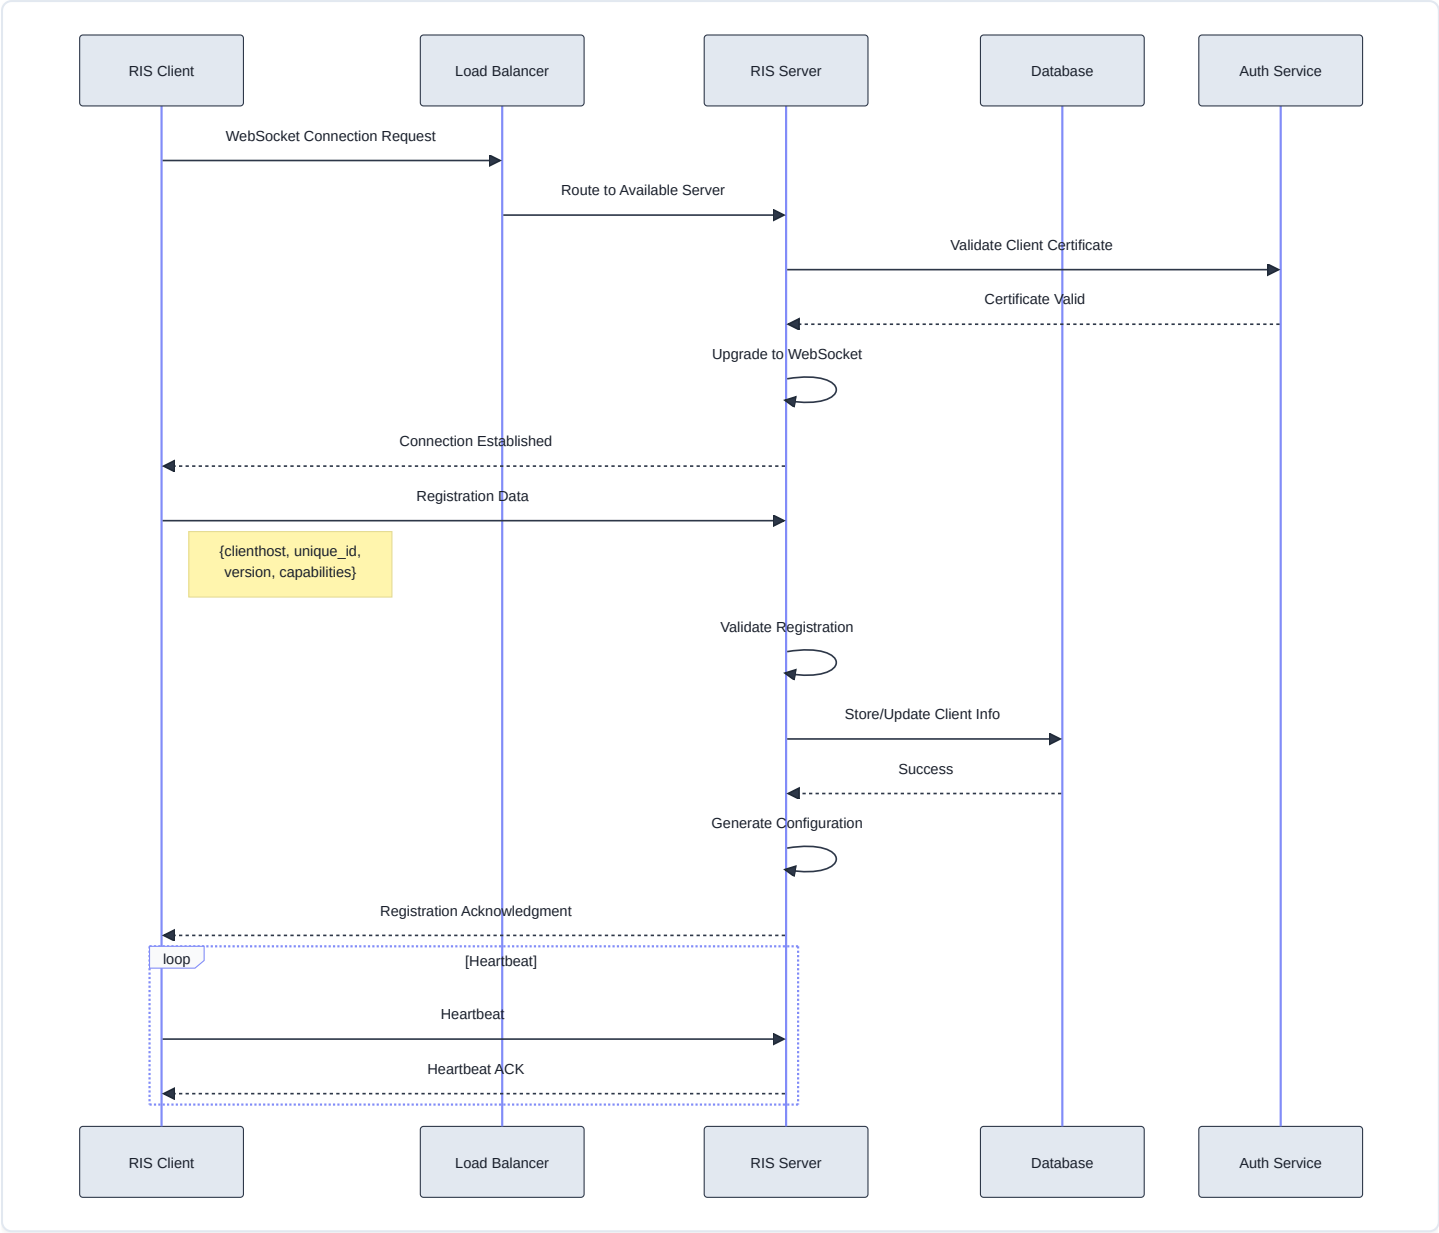 RIS Client
Load Balancer
RIS Server
Database
Auth Service
WebSocket Connection Request
Route to Available Server
Validate Client Certificate
Certificate Valid
Upgrade to WebSocket
Connection Established
Registration Data
{clienthost, unique_id,
version, capabilities}
Validate Registration
Store/Update Client Info
Success
Generate Configuration
Registration Acknowledgment
loop
[Heartbeat]
Heartbeat
Heartbeat ACK
RIS Client
Load Balancer
RIS Server
Database
Auth Service